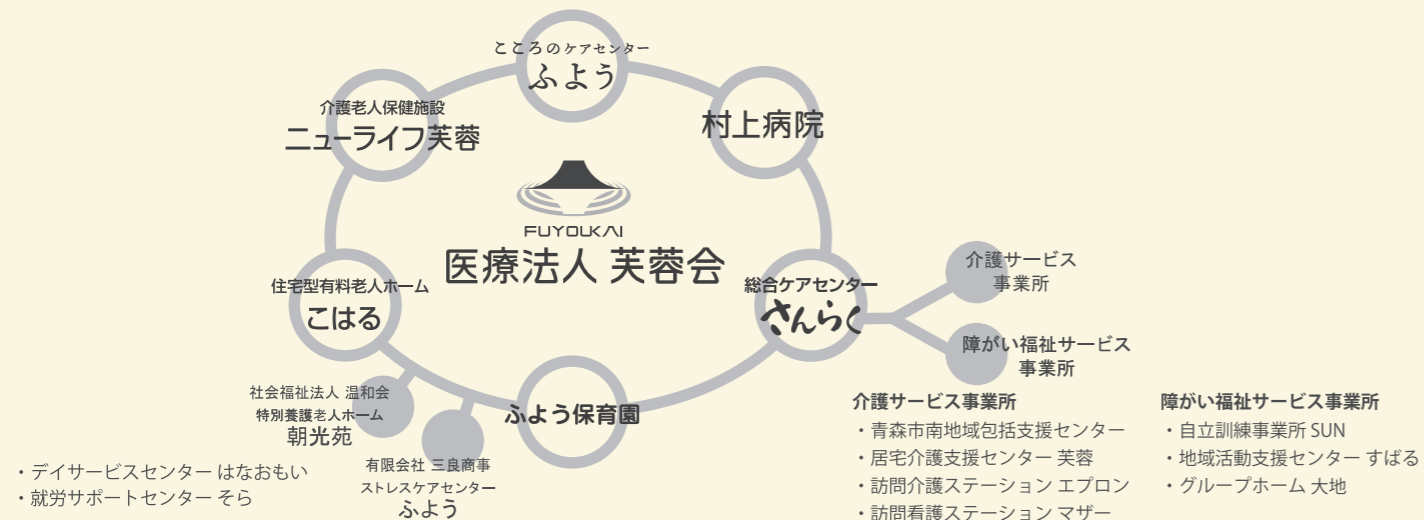 こころのケアセンター
ふよう
介護老人保健施設
ニューライフ芙蓉
村上病院
FUYOUKAI
医療法人 芙蓉会
住宅型有料老人ホーム
こはる
総合ケアセンター
さんらく
介護サービス
事業所
障がい福祉サービス
事業所
社会福祉法人 温和会
特別養護老人ホーム
朝光苑
ふよう保育園
・デイサービスセンター はなおもい
・就労サポートセンター そら
有限会社 三良商事
ストレスケアセンター
ふよう
介護サービス事業所
・青森市南地域包括支援センター
・居宅介護支援センター 芙蓉
・訪問介護ステーション エプロン
・訪問看護ステーション マザー
障がい福祉サービス事業所
・自立訓練事業所 SUN
・地域活動支援センター すばる
・グループホーム 大地